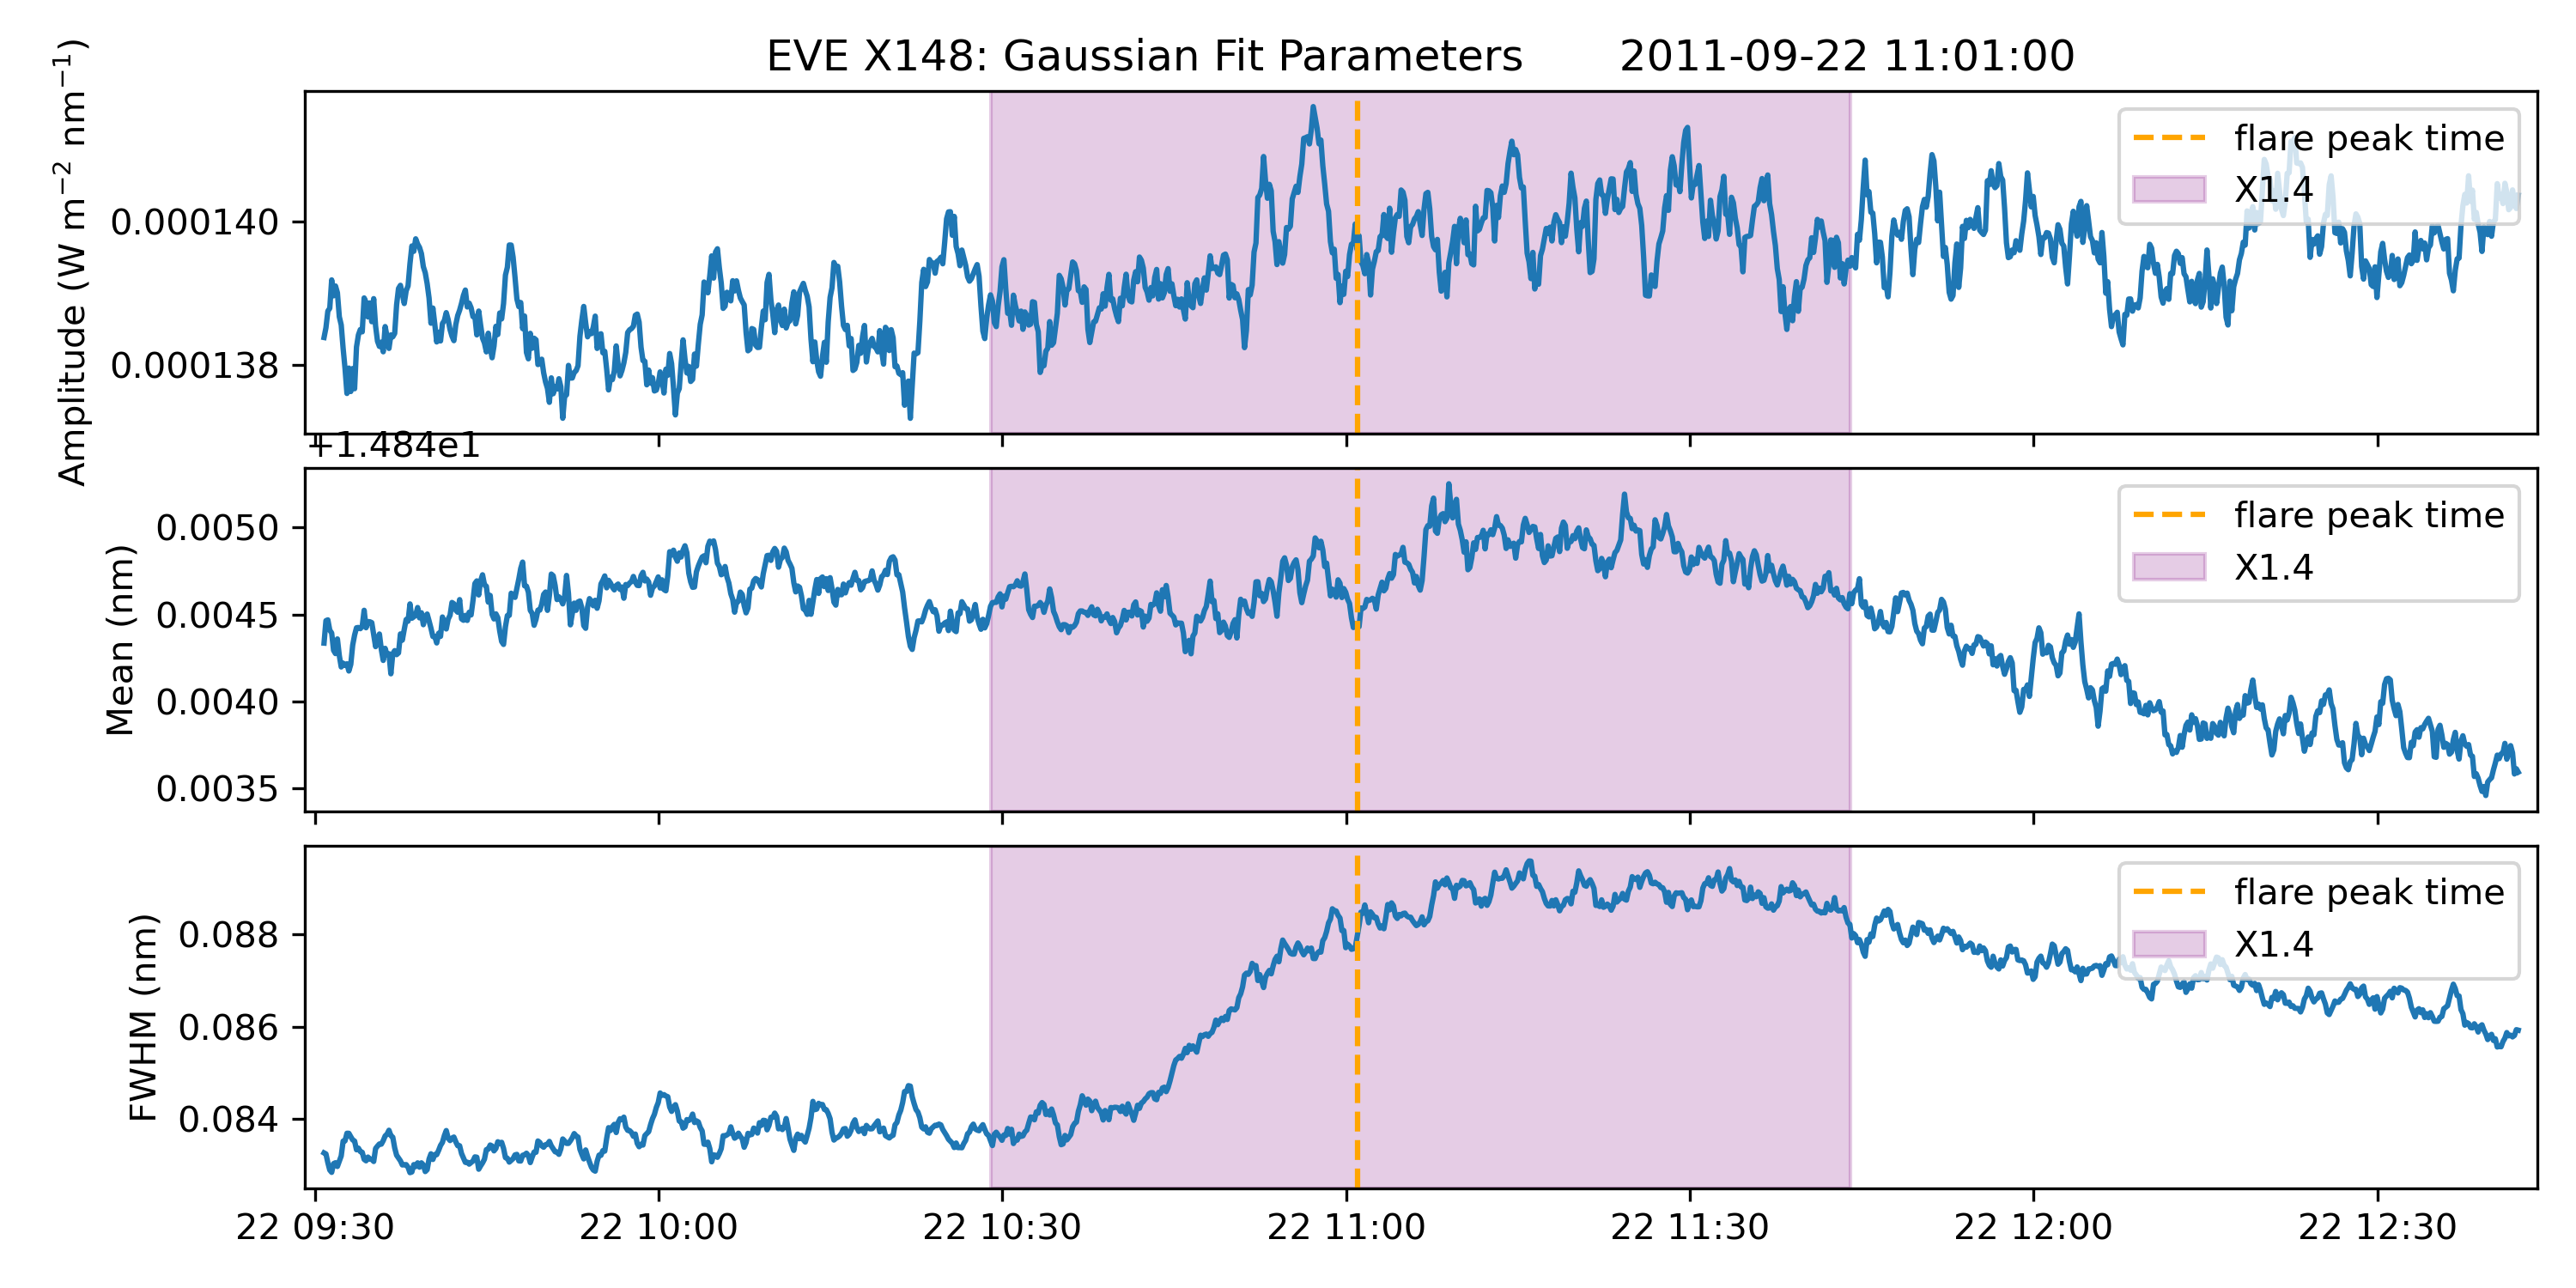 EVE X148: Gaussian Fit Parameters 2011-09-22 11:01:00
Amplitude (W m⁻² nm⁻¹)
0.000140
0.000138
flare peak time
X1.4
+1.484e1
Mean (nm)
0.0050
0.0045
0.0040
0.0035
flare peak time
X1.4
FWHM (nm)
0.088
0.086
0.084
flare peak time
X1.4
22 09:30 22 10:00 22 10:30 22 11:00 22 11:30 22 12:00 22 12:30